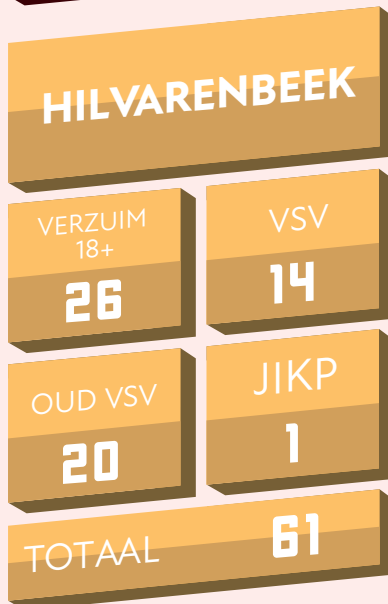 HILVARENBEEK
VERZUIM
18+
26
VSV
14
OUD VSV
20
JIKP
1
TOTAAL 61